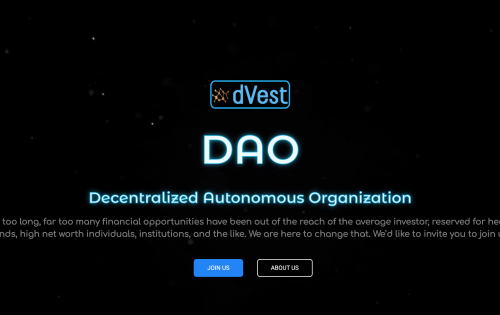 dVest
DAO
Decentralized Autonomous Organization
too long, far too many financial opportunities have been out of the reach of the average investor, reserved for
high net worth individuals, institutions, and the like. We are here to change that. We'd like to invite you to join
JOIN US
ABOUT US